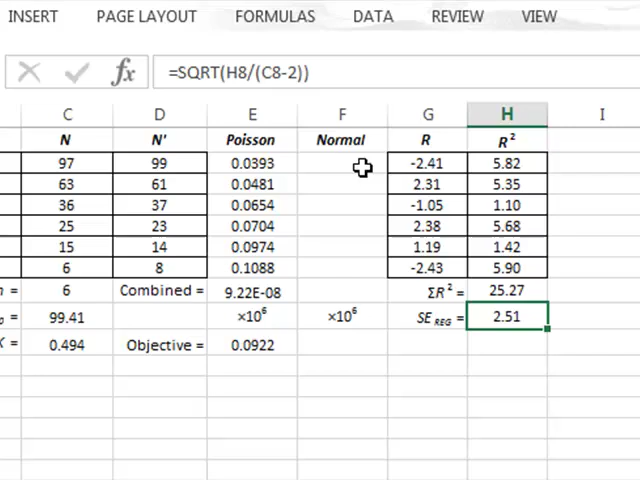 INSERT PAGE LAYOUT FORMULAS DATA REVIEW VIEW
fx =SQRT(H8/(C8-2))
C D E F G H I
N N' Poisson Normal R R²
97 99 0.0393 -2.41 5.82
63 61 0.0481 2.31 5.35
36 37 0.0654 -1.05 1.10
25 23 0.0704 2.38 5.68
15 14 0.0974 1.19 1.42
6 8 0.1088 -2.43 5.90
n = 6 Combined = 9.22E-08 ΣR² = 25.27
0 = 99.41 ×10⁶ ×10⁶ SE REG = 2.51
K = 0.494 Objective = 0.0922